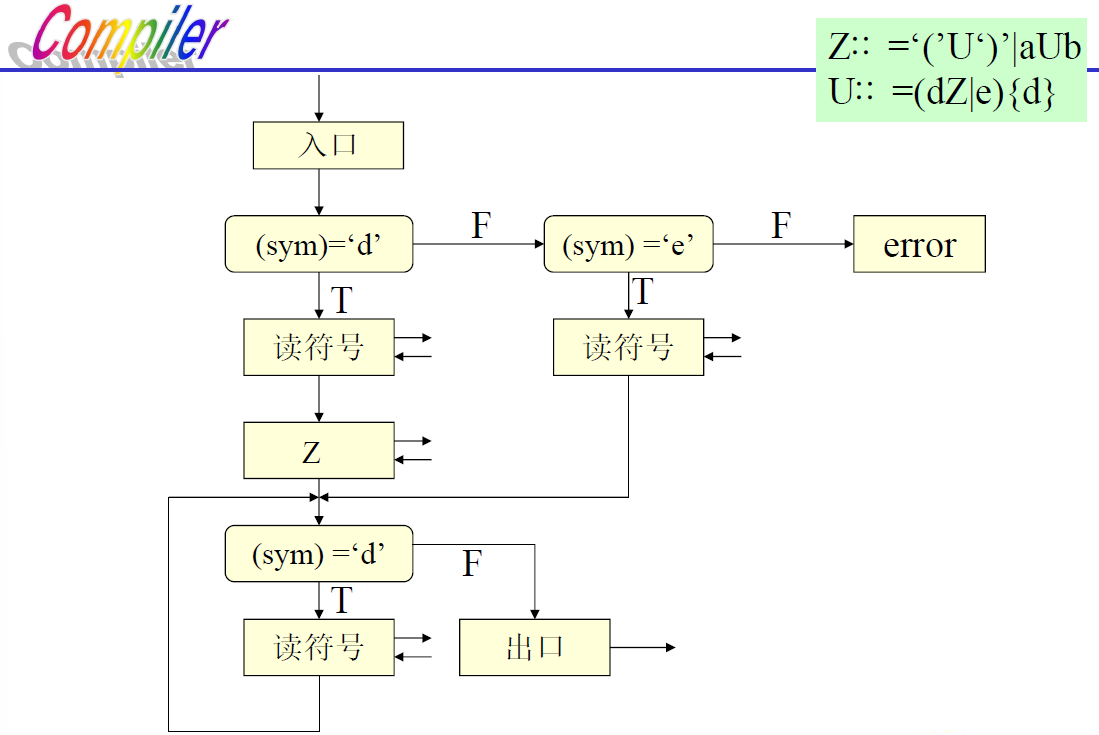 Compiler
Z:: =‘(’U‘)’|aUb
U:: =(dZ|e){d}
入口
(sym)=‘d’
F
(sym) =‘e’
F
error
T
T
读符号
读符号
Z
(sym) =‘d’
F
T
读符号
出口